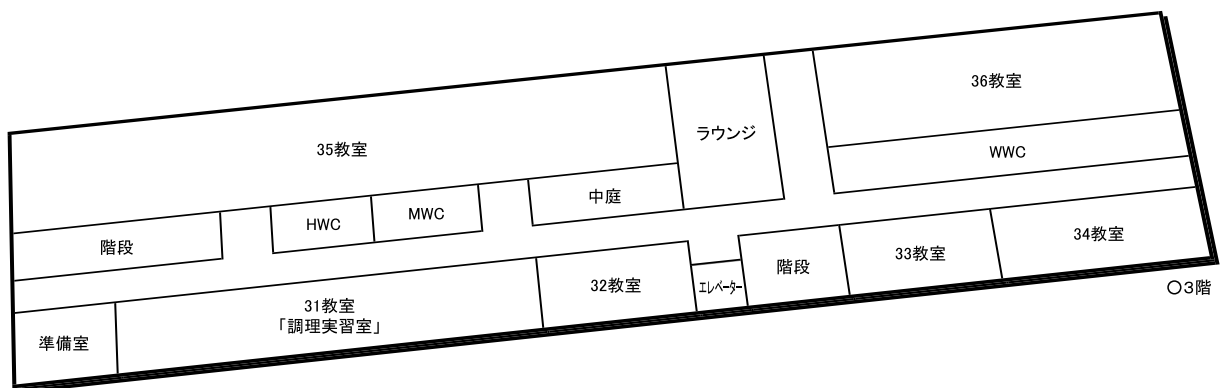 36教室
ラウンジ
35教室
WWC
中庭
MWC
HWC
階段
34教室
33教室
階段
32教室
エレベーター
31教室
「調理実習室」
準備室
○3階